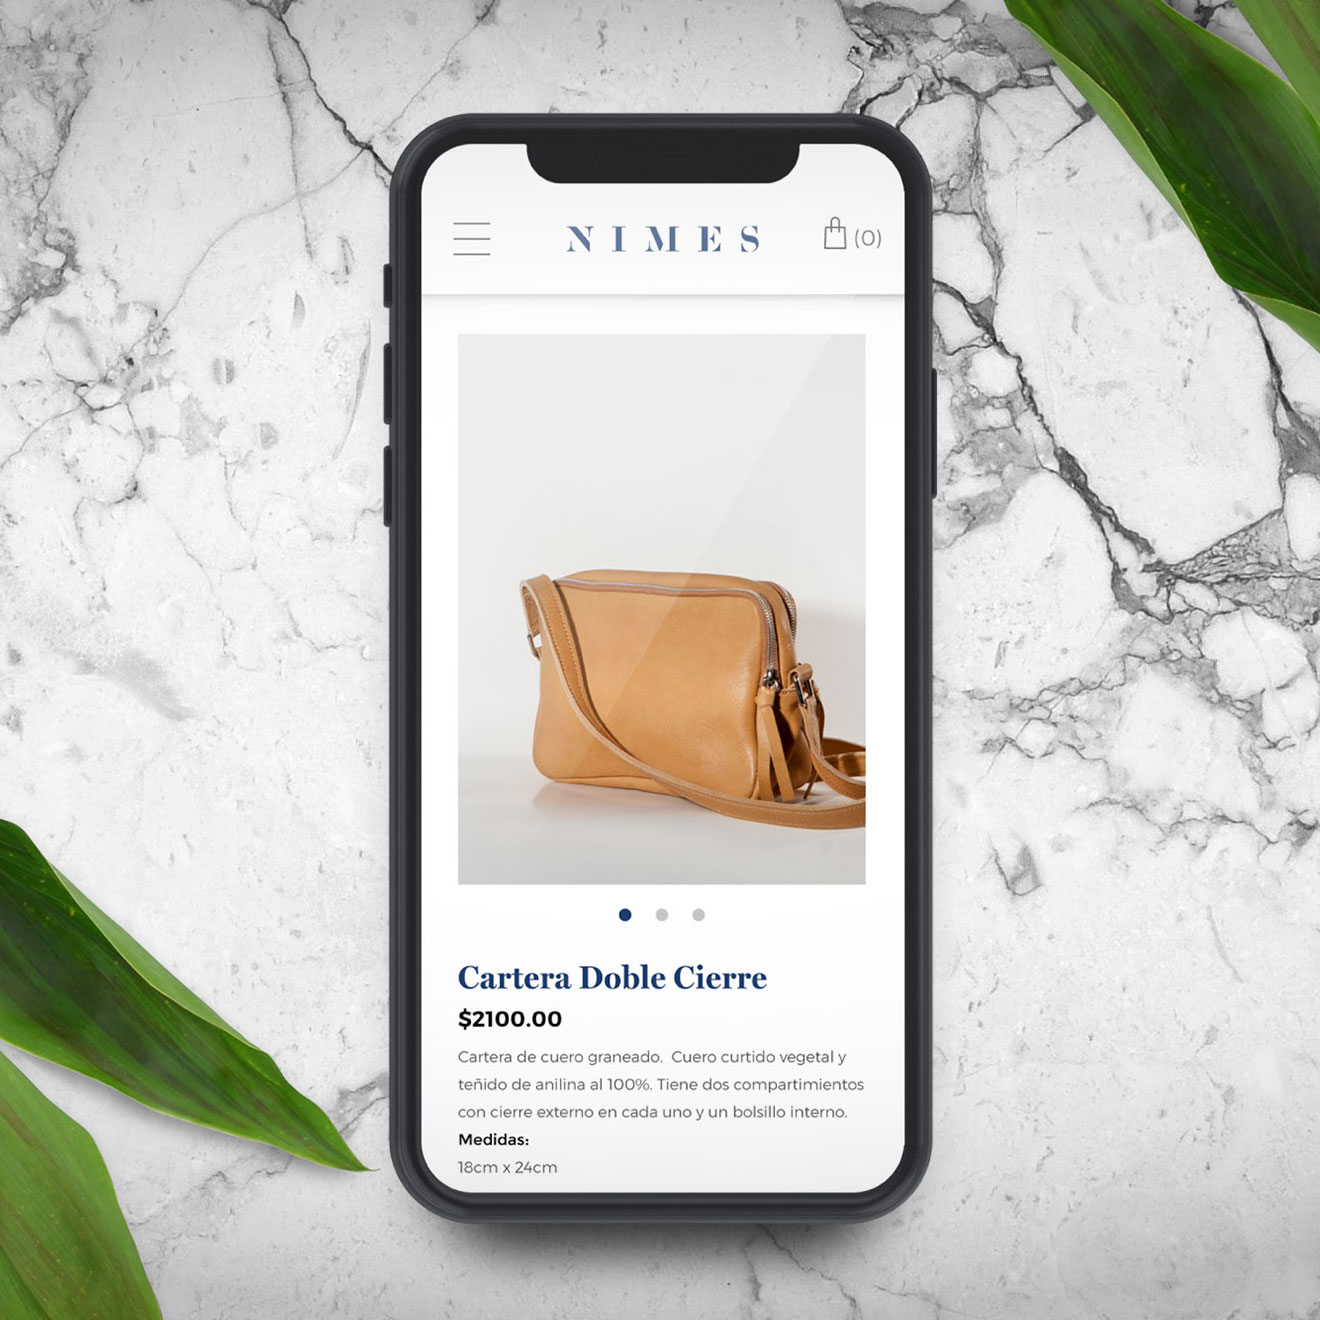 NIMES
(0)
Cartera Doble Cierre
$2100.00
Cartera de cuero graneado.  Cuero curtido vegetal y
teñido de anilina al 100%. Tiene dos compartimientos
con cierre externo en cada uno y un bolsillo interno.
Medidas:
18cm x 24cm